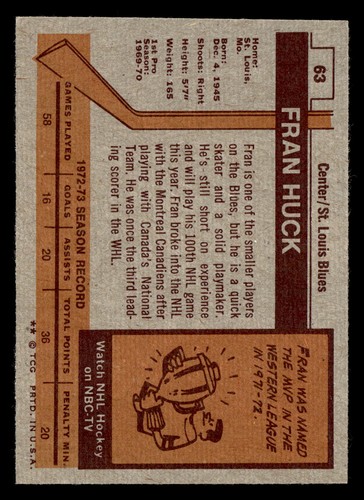 63
FRAN HUCK
Center/St. Louis Blues
Home:
St. Louis,
Mo.
Born:
Dec. 4, 1945
Shoots: Right
Height: 5'7"
Weight: 165
1st Pro
Season:
1969-70
Fran is one of the smaller players
on the Blues, but he is a quick
skater and a solid playmaker.
He's still short on experience
and will play his 100th NHL game
this year. Fran broke into the NHL
with the Montreal Canadiens after
playing with Canada's National
Team. He was once the third lead-
ing scorer in the WHL.
FRAN WAS NAMED
THE MVP IN THE
WESTERN LEAGUE
IN 1971-72.
Watch NHL Hockey
on NBC-TV
1972-73 SEASON RECORD
GAMES PLAYED GOALS ASSISTS TOTAL POINTS PENALTY MIN.
58 16 20 36 20
** © TCG PRTD. IN U.S.A.